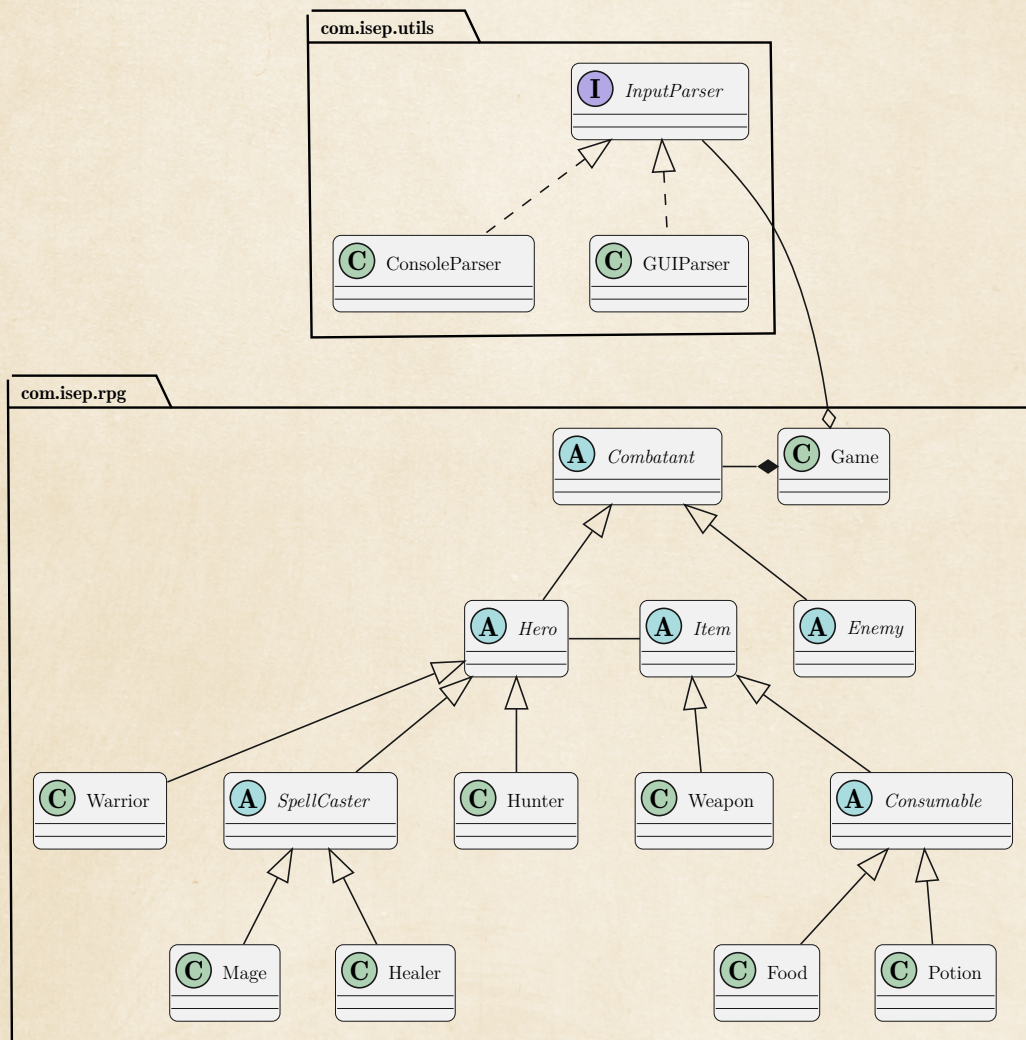 com.isep.utils
I InputParser
C ConsoleParser
C GUIParser
com.isep.rpg
A Combatant
C Game
A Hero
A Item
A Enemy
C Warrior
A SpellCaster
C Hunter
C Weapon
A Consumable
C Mage
C Healer
C Food
C Potion